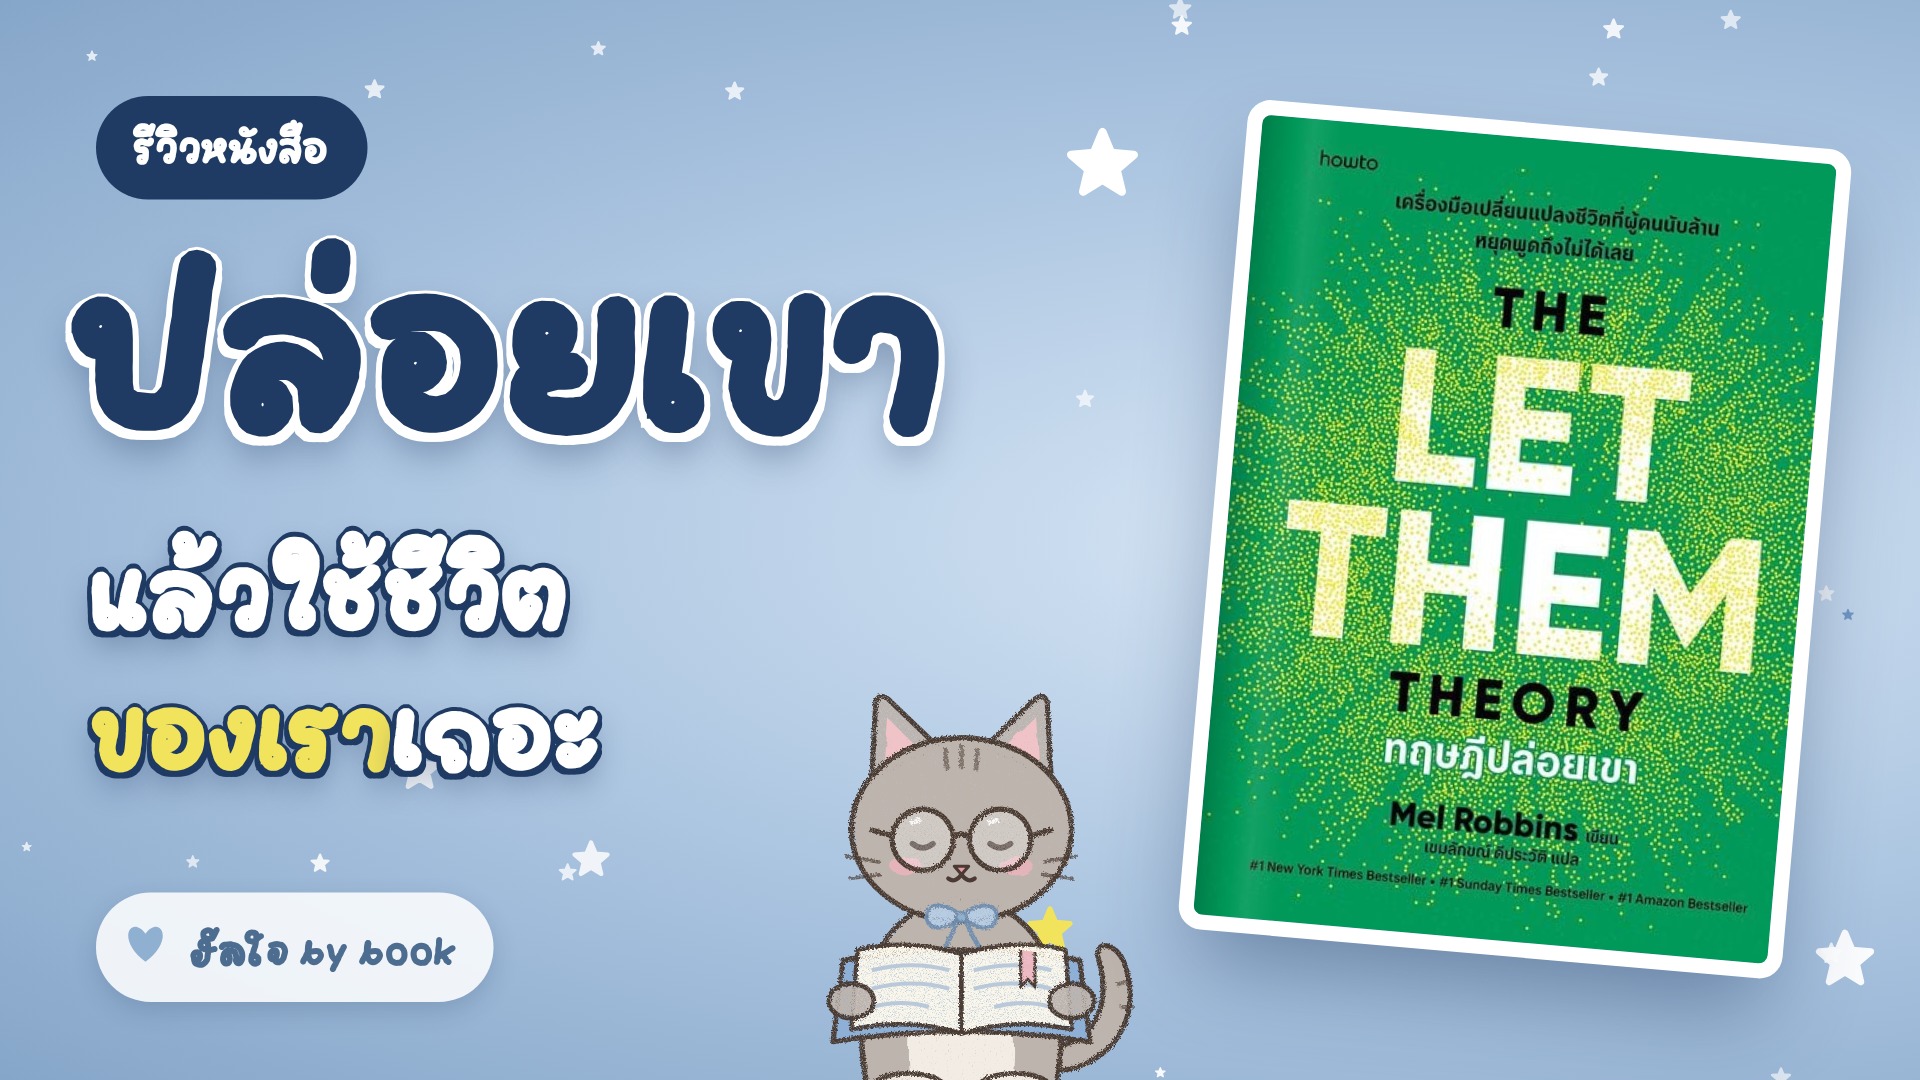 รีวิวหนังสือ
ปล่อยเขา
แล้วใช้ชีวิต
ของเราเถอะ
ฮีลใจ by book
howto
เครื่องมือเปลี่ยนแปลงชีวิตที่ผู้คนนับล้าน
หยุดพูดถึงไม่ได้เลย
THE
LET
THEM
THEORY
ทฤษฎีปล่อยเขา
Mel Robbins เขียน
เขมลักขณ์ ดีประวัติ แปล
#1 New York Times Bestseller • #1 Sunday Times Bestseller • #1 Amazon Bestseller